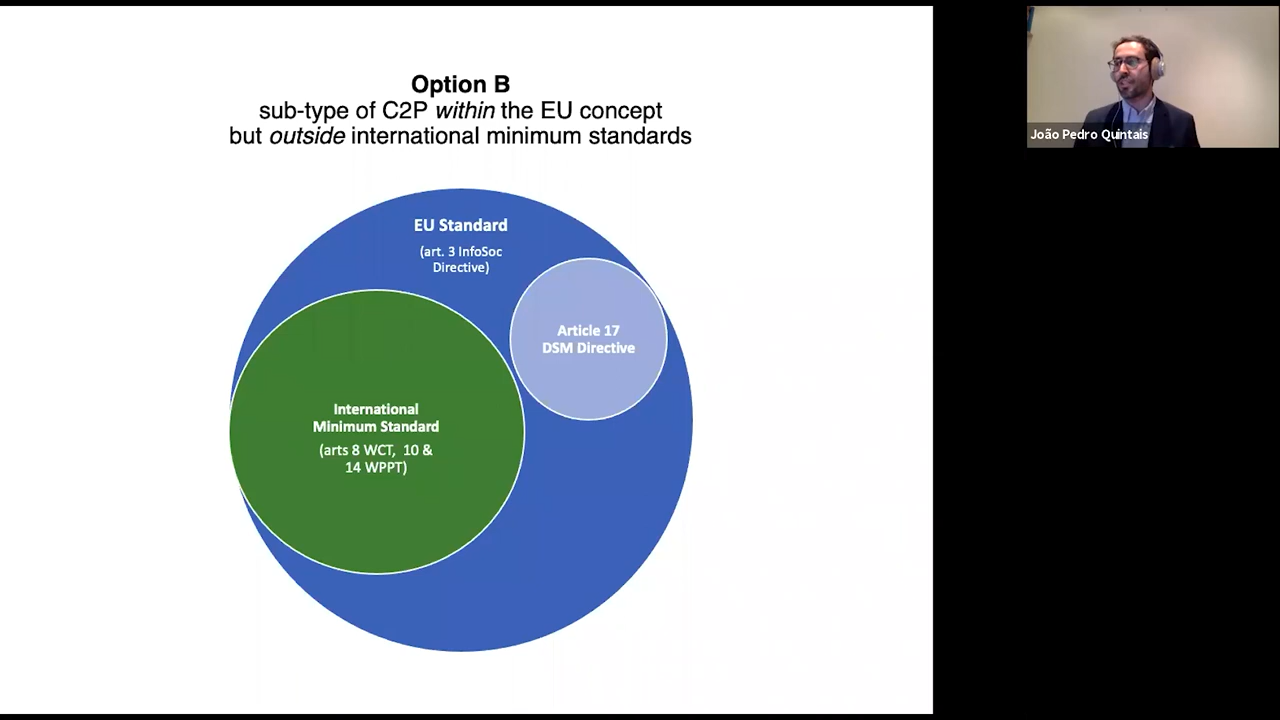 Option B
sub-type of C2P within the EU concept
but outside international minimum standards
EU Standard
(art. 3 InfoSoc
Directive)
Article 17
DSM Directive
International
Minimum Standard
(arts 8 WCT, 10 &
14 WPPT)
João Pedro Quintais